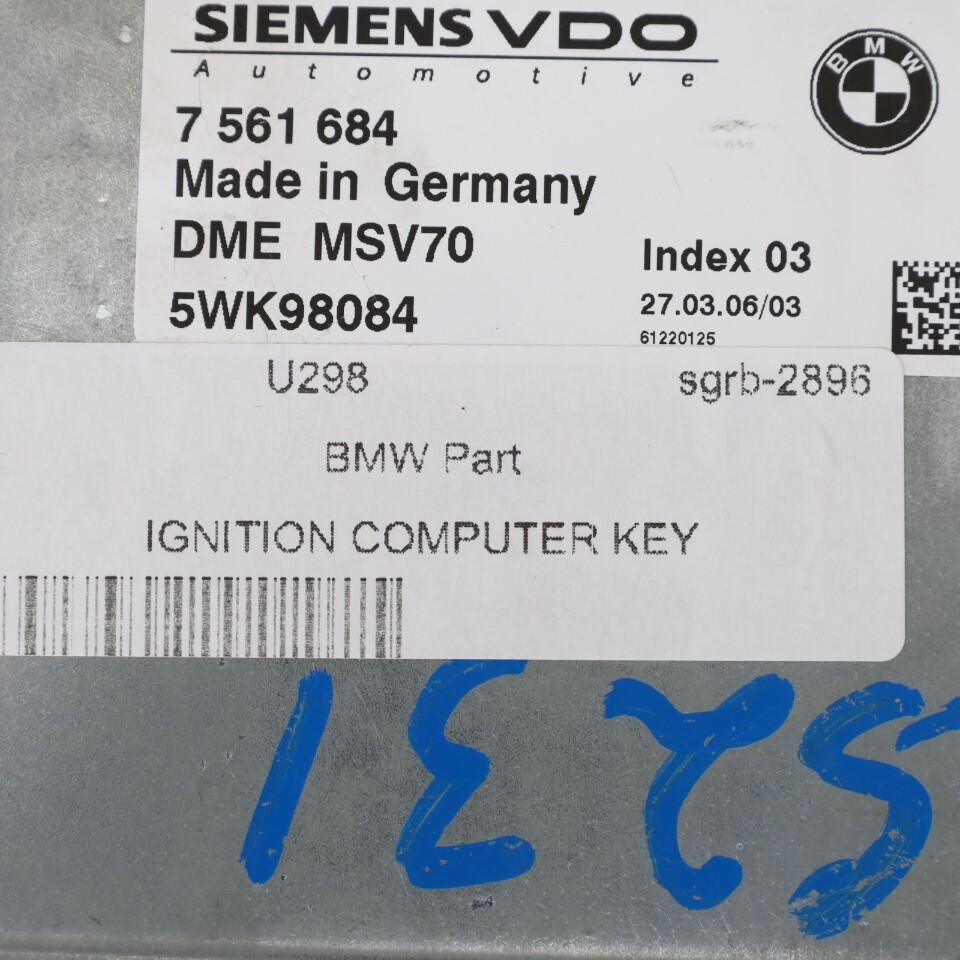 SIEMENS VDO
Automotive
BMW
7 561 684
Made in Germany
DME MSV70
Index 03
5WK98084
27.03.06/03
61220125
U298 sgrb-2896
BMW Part
IGNITION COMPUTER KEY